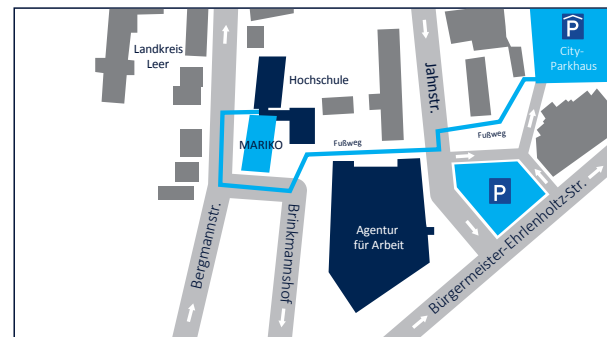 P
City-
Parkhaus
Landkreis
Leer
Hochschule
Jahnstr.
MARIKO
Fußweg
Fußweg
P
Agentur
für Arbeit
Bergmannstr.
Brinkmannshof
Bürgermeister-Ehrlenholtz-Str.